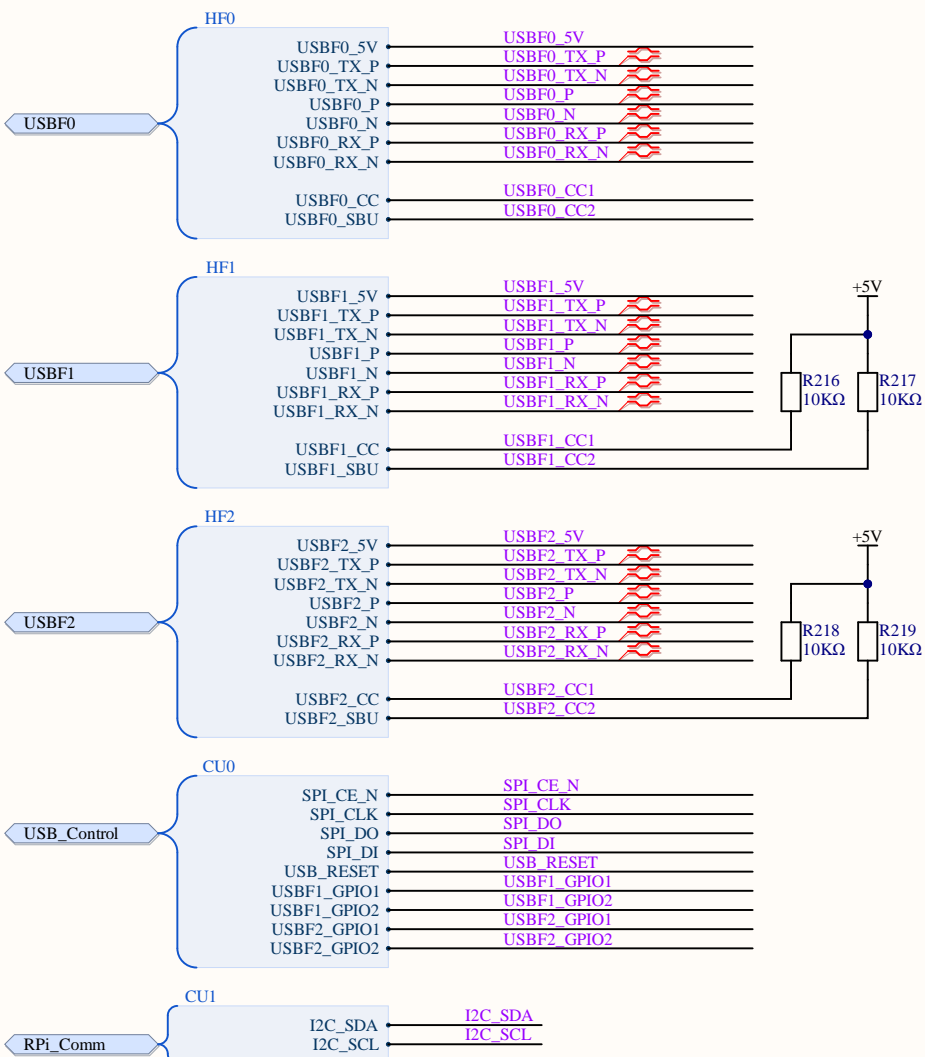 HF0
USBF0
USBF0_5V USBF0_5V
USBF0_TX_P USBF0_TX_P
USBF0_TX_N USBF0_TX_N
USBF0_P USBF0_P
USBF0_N USBF0_N
USBF0_RX_P USBF0_RX_P
USBF0_RX_N USBF0_RX_N
USBF0_CC USBF0_CC1
USBF0_SBU USBF0_CC2
HF1
USBF1
USBF1_5V USBF1_5V
USBF1_TX_P USBF1_TX_P
USBF1_TX_N USBF1_TX_N
USBF1_P USBF1_P
USBF1_N USBF1_N
USBF1_RX_P USBF1_RX_P
USBF1_RX_N USBF1_RX_N
USBF1_CC USBF1_CC1
USBF1_SBU USBF1_CC2
+5V
R216 R217
10KΩ 10KΩ
HF2
USBF2
USBF2_5V USBF2_5V
USBF2_TX_P USBF2_TX_P
USBF2_TX_N USBF2_TX_N
USBF2_P USBF2_P
USBF2_N USBF2_N
USBF2_RX_P USBF2_RX_P
USBF2_RX_N USBF2_RX_N
USBF2_CC USBF2_CC1
USBF2_SBU USBF2_CC2
+5V
R218 R219
10KΩ 10KΩ
CU0
USB_Control
SPI_CE_N SPI_CE_N
SPI_CLK SPI_CLK
SPI_DO SPI_DO
SPI_DI SPI_DI
USB_RESET USB_RESET
USBF1_GPIO1 USBF1_GPIO1
USBF1_GPIO2 USBF1_GPIO2
USBF2_GPIO1 USBF2_GPIO1
USBF2_GPIO2 USBF2_GPIO2
CU1
RPi_Comm
I2C_SDA I2C_SDA
I2C_SCL I2C_SCL